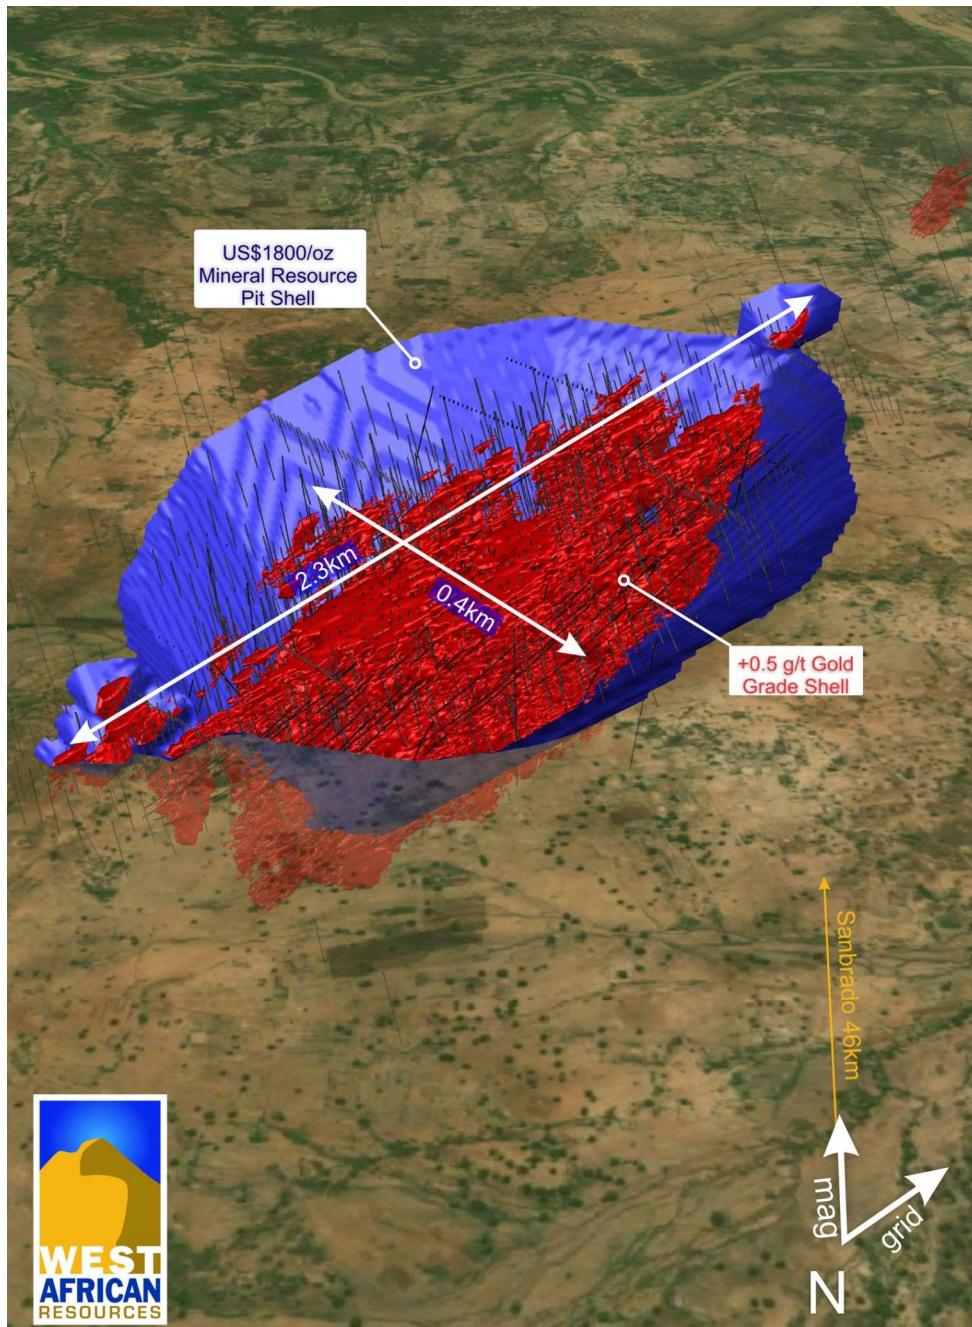 US$1800/oz
Mineral Resource
Pit Shell
2.3km
0.4km
+0.5 g/t Gold
Grade Shell
Sanbrado 46km
mag
grid
N
WEST
AFRICAN
RESOURCES